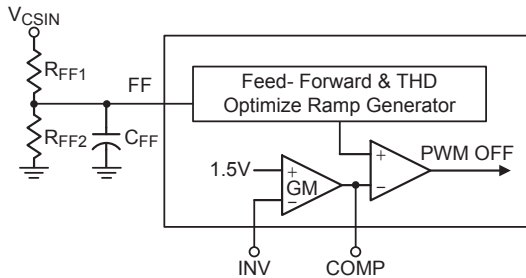 VCSIN
RFF1
FF
RFF2
CFF
Feed- Forward & THD
Optimize Ramp Generator
1.5V
+
GM
−
+
−
PWM OFF
INV
COMP